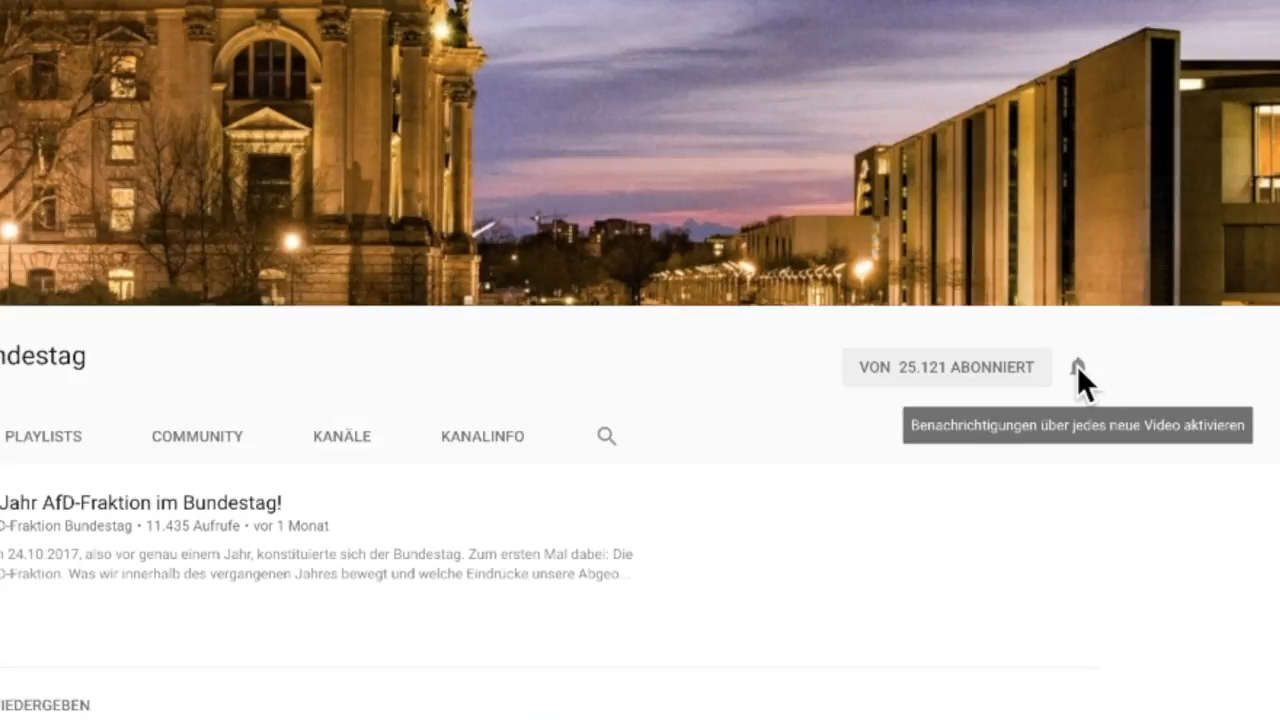 ndestag
VON 25.121 ABONNIERT
Benachrichtigungen über jedes neue Video aktivieren
PLAYLISTS COMMUNITY KANÄLE KANALINFO
Jahr AfD-Fraktion im Bundestag!
D-Fraktion Bundestag • 11.435 Aufrufe • vor 1 Monat
n 24.10.2017, also vor genau einem Jahr, konstituierte sich der Bundestag. Zum ersten Mal dabei: Die
D-Fraktion. Was wir innerhalb des vergangenen Jahres bewegt und welche Eindrücke unsere Abgeo...
IEDERGEBEN